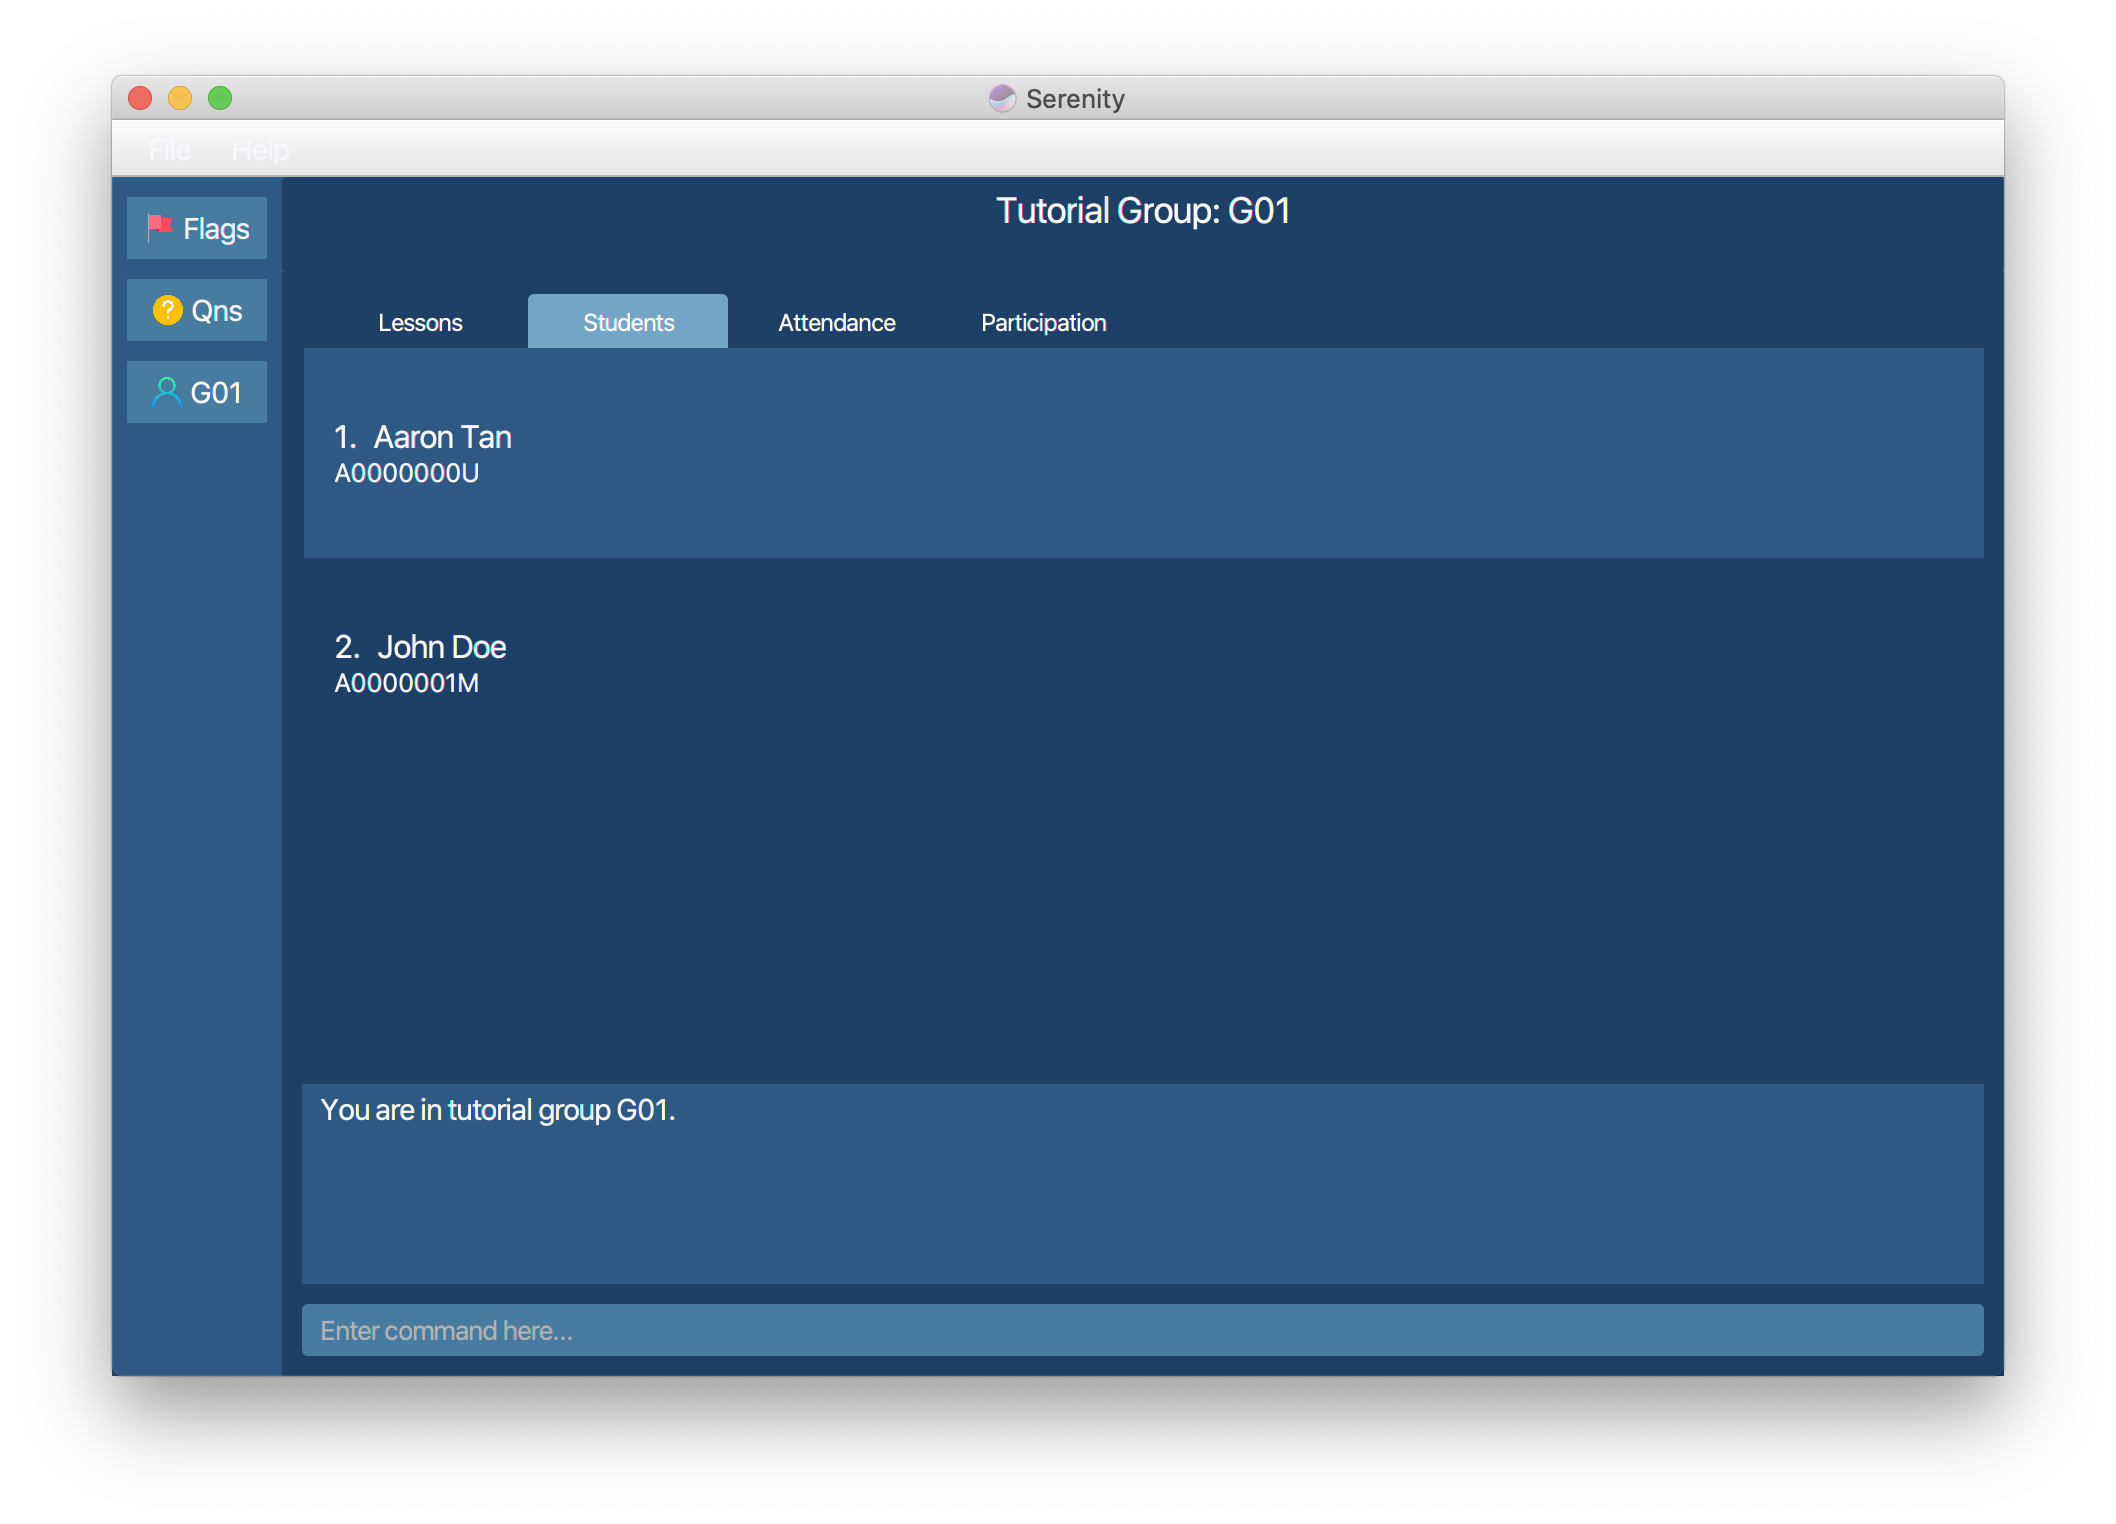 Serenity
File Help
Flags
Qns
G01
Tutorial Group: G01
Lessons Students Attendance Participation
1. Aaron Tan
A0000000U
2. John Doe
A0000001M
You are in tutorial group G01.
Enter command here...